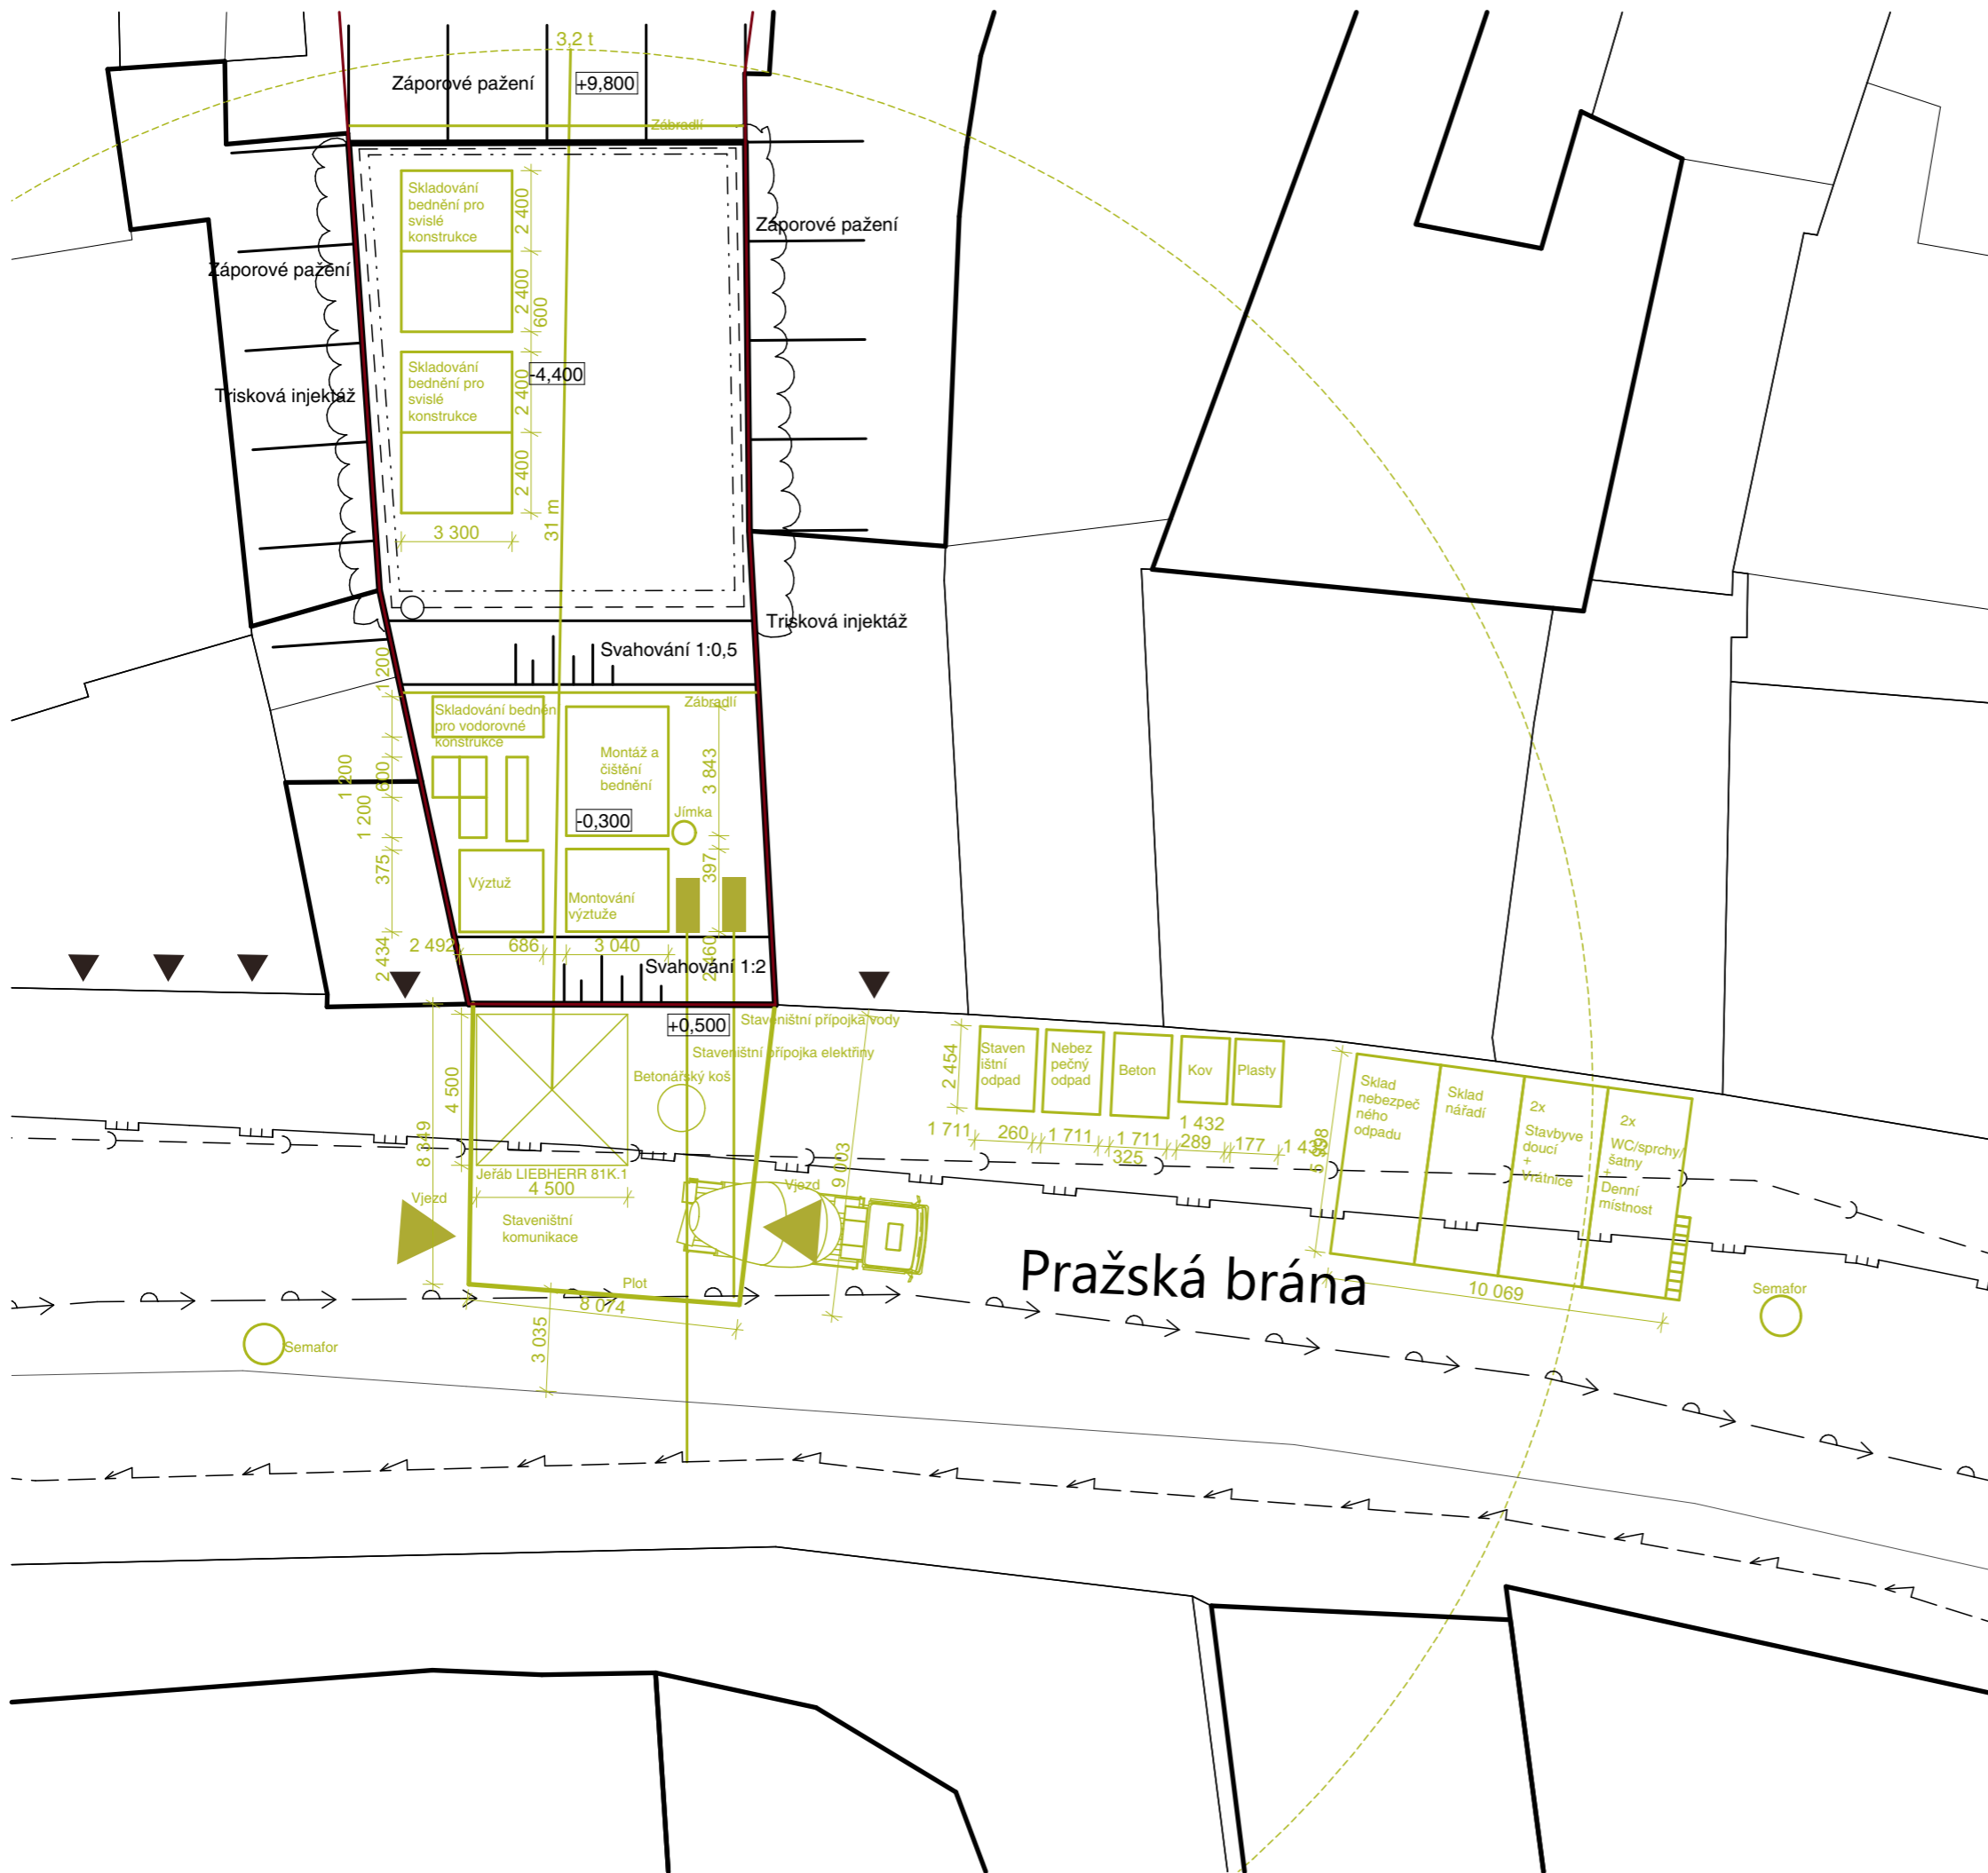 3,2 t
Záporové pažení
+9,800
Zábradlí
Skladování
bednění pro
svislé
konstrukce
2 400
Záporové pažení
Záporové pažení
2 400
600
Skladování
bednění pro
svislé
konstrukce
-4,400
2 400
Trisková injektáž
2 400
31 m
3 300
Trisková injektáž
Svahování 1:0,5
1 200
Zábradlí
Skladování bedněn
pro vodorovné
konstrukce
Montáž a
čištění
bednění
3 843
1 200
600
1 200
-0,300
Jímka
375
397
Výztuž
Montování
výztuže
2 492
686
3 040
2 434
2 460
Svahování 1:2
+0,500
Staveništní přípojka vody
Staveništní přípojka elektřiny
Betonářský koš
4 500
8 349
Jeřáb LIEBHERR 81K.1
4 500
Vjezd
Vjezd
9 003
Staveništní
komunikace
Plot
8 074
3 035
Semafor
2 454
Staven
ištní
odpad
Nebez
pečný
odpad
Beton
Kov
Plasty
1 711
260
1 711
1 711
325
1 432
289
177
1 432
5 998
Sklad
nebezpeč
ného
odpadu
Sklad
nářadí
2x
Stavbyve
doucí
+
Vrátnice
2x
WC/sprchy/
šatny
+
Denní
místnost
10 069
Pražská brána
Semafor